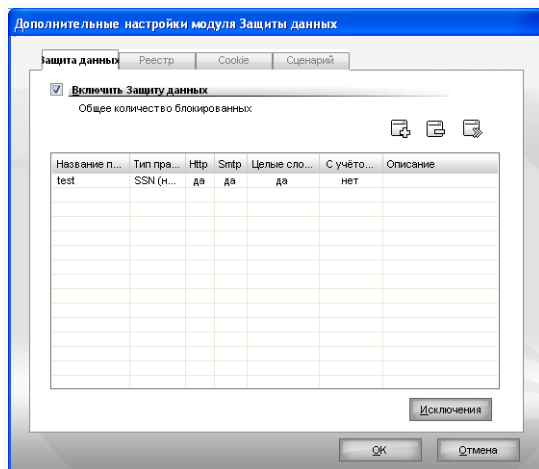 Дополнительные настройки модуля Защиты данных
Защита данных Реестр Cookie Сценарий
Включить Защиту данных
Общее количество блокированных
Название п... Тип пра... Http Smtp Целые сло... С учёто... Описание
test SSN (н... да да да нет
Исключения
OK Отмена